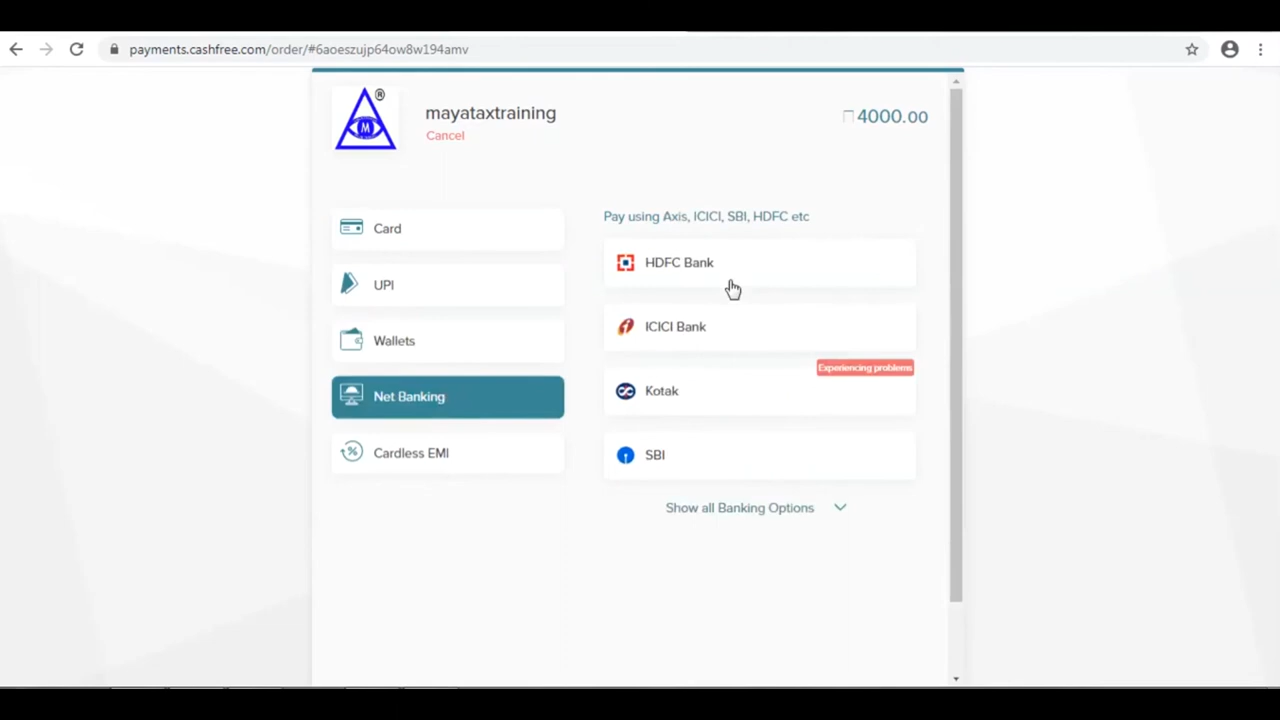 payments.cashfree.com/order/#6aoeszujp64ow8w194amv
®
M
mayataxtraining
Cancel
4000.00
Card
UPI
Wallets
Net Banking
Cardless EMI
Pay using Axis, ICICI, SBI, HDFC etc
HDFC Bank
ICICI Bank
Experiencing problems
Kotak
SBI
Show all Banking Options